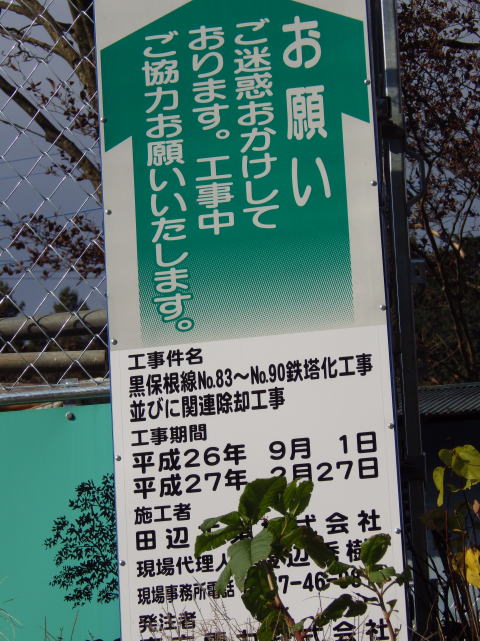 お願い
ご迷惑おかけして
おります。工事中
ご協力お願いいたします。
工事件名
黒保根線No.83～No.90鉄塔化工事
並びに関連除却工事
工事期間
平成26年 9月 1日
平成27年 2月27日
施工者
田辺 式会社
現場代理人 辺秀樹
現場事務所電話 7-46-
発注者